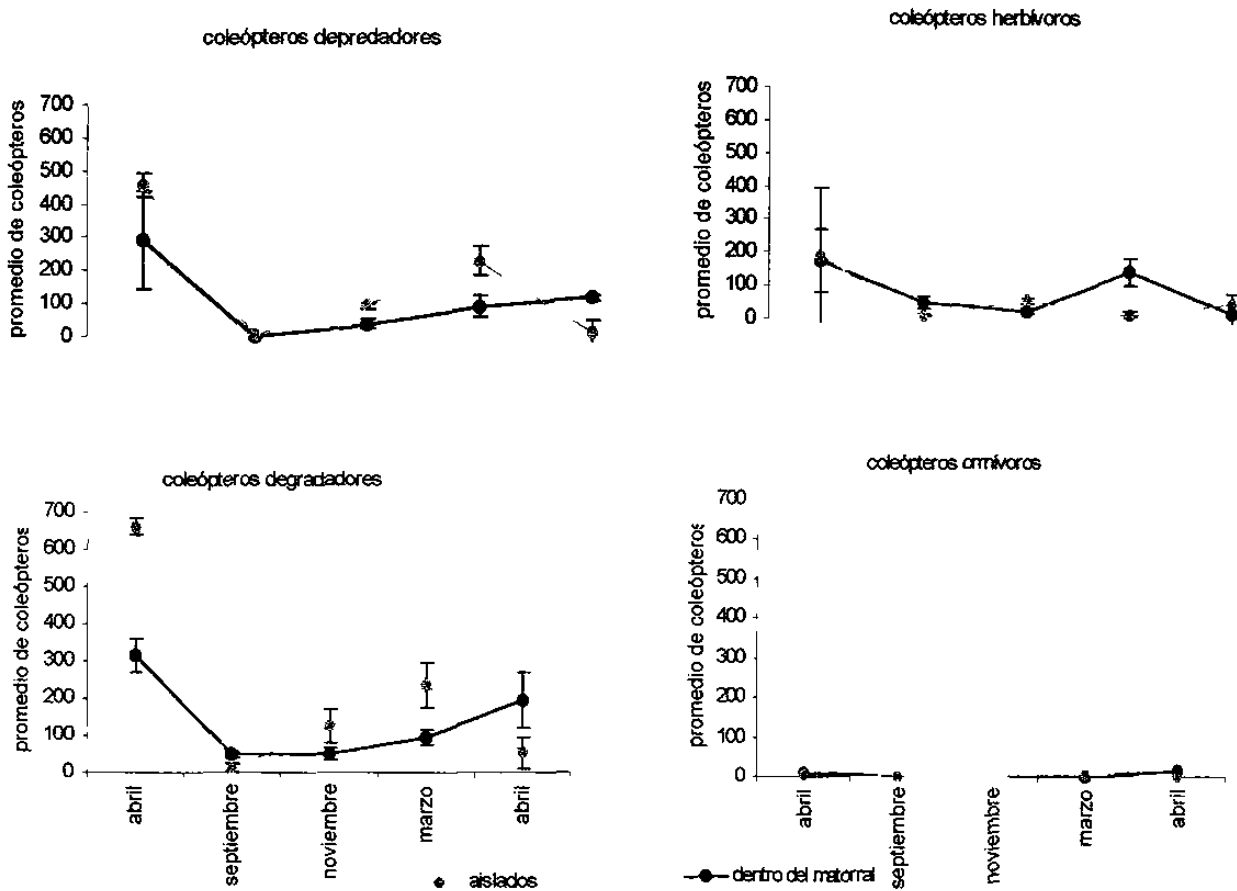 coleópteros depredadores
promedio de coleópteros
700
600
500
400
300
200
100
0
coleópteros herbívoros
promedio de coleópteros
700
600
500
400
300
200
100
0
coleópteros degradadores
promedio de coleópteros
700
600
500
400
300
200
100
0
abril
septiembre
noviembre
marzo
abril
coleópteros omnívoros
promedio de coleópteros
700
600
500
400
300
200
100
0
abril
septiembre
noviembre
marzo
abril
aislados
dentro del matorral